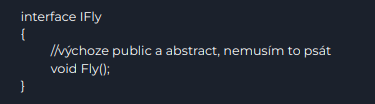 interface IFly
{
//výchoze public a abstract, nemusím to psát
void Fly();
}